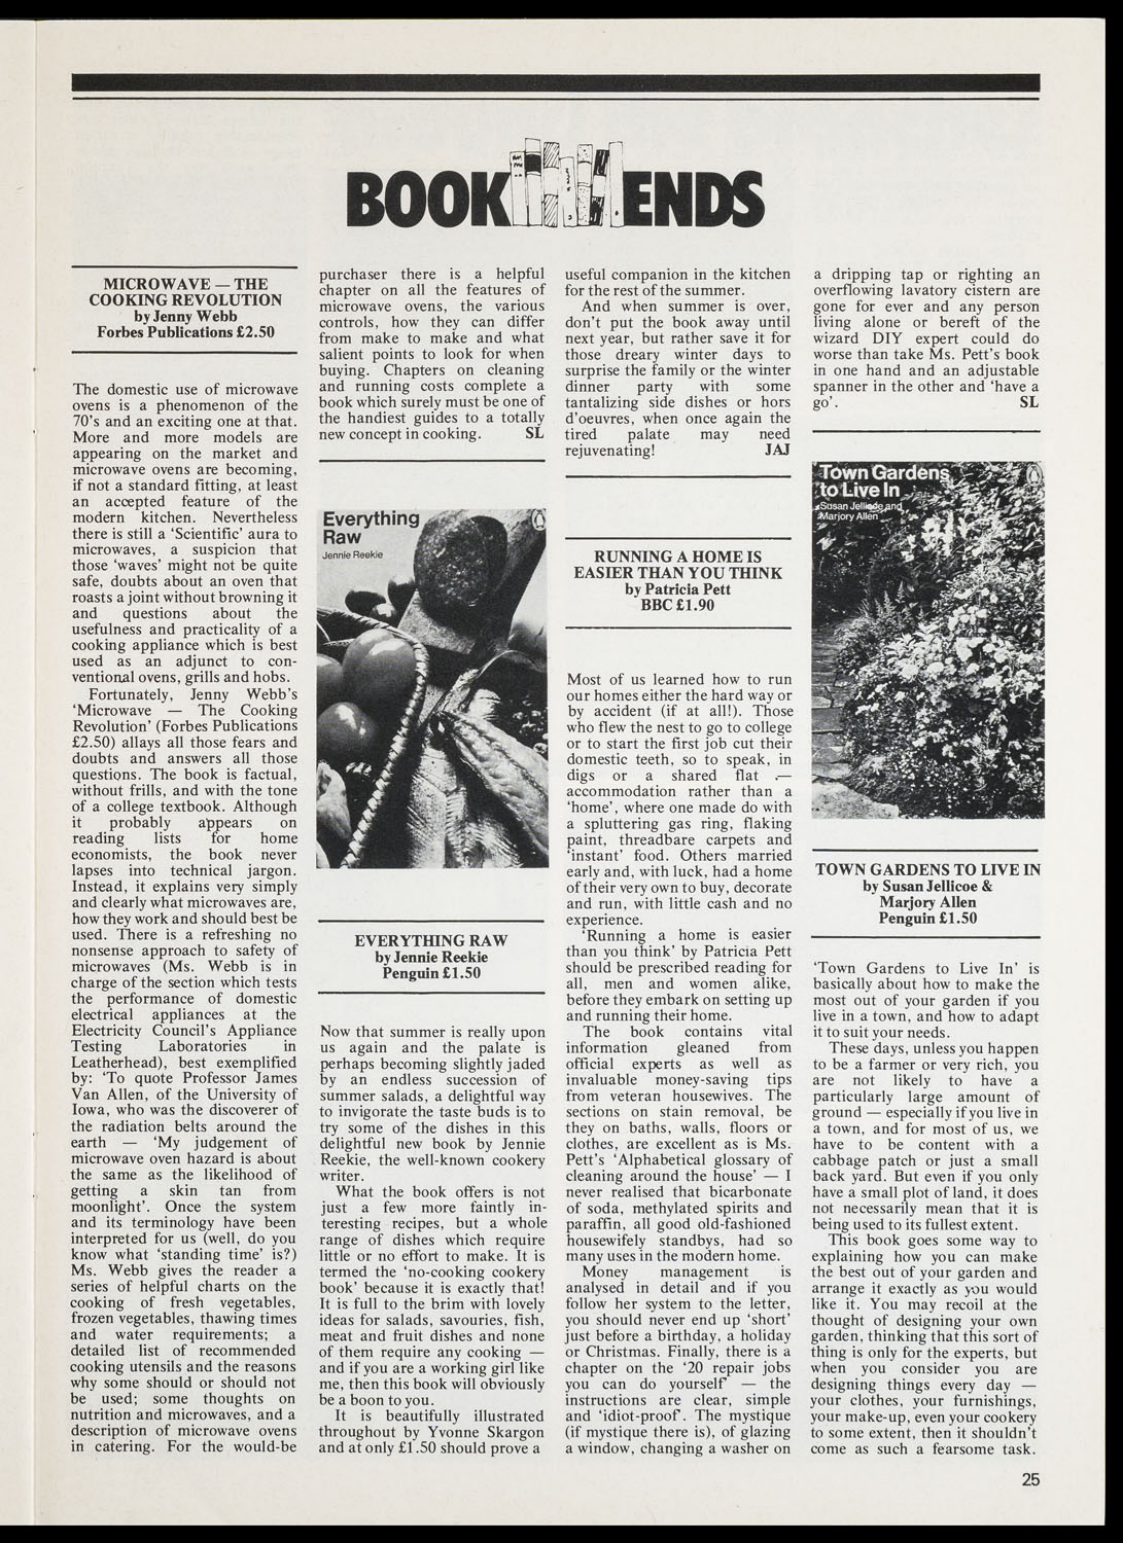 BOOK ENDS
MICROWAVE — THE
COOKING REVOLUTION
by Jenny Webb
Forbes Publications £2.50
The domestic use of microwave
ovens is a phenomenon of the
70's and an exciting one at that.
More and more models are
appearing on the market and
microwave ovens are becoming,
if not a standard fitting, at least
an accepted feature of the
modern kitchen. Nevertheless
there is still a 'Scientific' aura to
microwaves, a suspicion that
those 'waves' might not be quite
safe, doubts about an oven that
roasts a joint without browning it
and questions about the
usefulness and practicality of a
cooking appliance which is best
used as an adjunct to con-
ventional ovens, grills and hobs.
Fortunately, Jenny Webb's
'Microwave — The Cooking
Revolution' (Forbes Publications
£2.50) allays all those fears and
doubts and answers all those
questions. The book is factual,
without frills, and with the tone
of a college textbook. Although
it probably appears on
reading lists for home
economists, the book never
lapses into technical jargon.
Instead, it explains very simply
and clearly what microwaves are,
how they work and should best be
used. There is a refreshing no
nonsense approach to safety of
microwaves (Ms. Webb is in
charge of the section which tests
the performance of domestic
electrical appliances at the
Electricity Council's Appliance
Testing Laboratories in
Leatherhead), best exemplified
by: 'To quote Professor James
Van Allen, of the University of
Iowa, who was the discoverer of
the radiation belts around the
earth — 'My judgement of
microwave oven hazard is about
the same as the likelihood of
getting a skin tan from
moonlight'. Once the system
and its terminology have been
interpreted for us (well, do you
know what 'standing time' is?)
Ms. Webb gives the reader a
series of helpful charts on the
cooking of fresh vegetables,
frozen vegetables, thawing times
and water requirements; a
detailed list of recommended
cooking utensils and the reasons
why some should or should not
be used; some thoughts on
nutrition and microwaves, and a
description of microwave ovens
in catering. For the would-be
purchaser there is a helpful
chapter on all the features of
microwave ovens, the various
controls, how they can differ
from make to make and what
salient points to look for when
buying. Chapters on cleaning
and running costs complete a
book which surely must be one of
the handiest guides to a totally
new concept in cooking. SL
Everything
Raw
Jennie Reekie
EVERYTHING RAW
by Jennie Reekie
Penguin £1.50
Now that summer is really upon
us again and the palate is
perhaps becoming slightly jaded
by an endless succession of
summer salads, a delightful way
to invigorate the taste buds is to
try some of the dishes in this
delightful new book by Jennie
Reekie, the well-known cookery
writer.
What the book offers is not
just a few more faintly in-
teresting recipes, but a whole
range of dishes which require
little or no effort to make. It is
termed the 'no-cooking cookery
book' because it is exactly that!
It is full to the brim with lovely
ideas for salads, savouries, fish,
meat and fruit dishes and none
of them require any cooking —
and if you are a working girl like
me, then this book will obviously
be a boon to you.
It is beautifully illustrated
throughout by Yvonne Skargon
and at only £1.50 should prove a
useful companion in the kitchen
for the rest of the summer.
And when summer is over,
don't put the book away until
next year, but rather save it for
those dreary winter days to
surprise the family or the winter
dinner party with some
tantalizing side dishes or hors
d'oeuvres, when once again the
tired palate may need
rejuvenating! JAJ
RUNNING A HOME IS
EASIER THAN YOU THINK
by Patricia Pett
BBC £1.90
Most of us learned how to run
our homes either the hard way or
by accident (if at all!). Those
who flew the nest to go to college
or to start the first job cut their
domestic teeth, so to speak, in
digs or a shared flat —
accommodation rather than a
'home', where one made do with
a spluttering gas ring, flaking
paint, threadbare carpets and
'instant' food. Others married
early and, with luck, had a home
of their very own to buy, decorate
and run, with little cash and no
experience.
'Running a home is easier
than you think' by Patricia Pett
should be prescribed reading for
all, men and women alike,
before they embark on setting up
and running their home.
The book contains vital
information gleaned from
official experts as well as
invaluable money-saving tips
from veteran housewives. The
sections on stain removal, be
they on baths, walls, floors or
clothes, are excellent as is Ms.
Pett's 'Alphabetical glossary of
cleaning around the house' — I
never realised that bicarbonate
of soda, methylated spirits and
paraffin, all good old-fashioned
housewifely standbys, had so
many uses in the modern home.
Money management is
analysed in detail and if you
follow her system to the letter,
you should never end up 'short'
just before a birthday, a holiday
or Christmas. Finally, there is a
chapter on the '20 repair jobs
you can do yourself' — the
instructions are clear, simple
and 'idiot-proof'. The mystique
(if mystique there is), of glazing
a window, changing a washer on
a dripping tap or righting an
overflowing lavatory cistern are
gone for ever and any person
living alone or bereft of the
wizard DIY expert could do
worse than take Ms. Pett's book
in one hand and an adjustable
spanner in the other and 'have a
go'. SL
Town Gardens
to Live In
Susan Jellicoe and
Marjory Allen
TOWN GARDENS TO LIVE IN
by Susan Jellicoe &
Marjory Allen
Penguin £1.50
'Town Gardens to Live In' is
basically about how to make the
most out of your garden if you
live in a town, and how to adapt
it to suit your needs.
These days, unless you happen
to be a farmer or very rich, you
are not likely to have a
particularly large amount of
ground — especially if you live in
a town, and for most of us, we
have to be content with a
cabbage patch or just a small
back yard. But even if you only
have a small plot of land, it does
not necessarily mean that it is
being used to its fullest extent.
This book goes some way to
explaining how you can make
the best out of your garden and
arrange it exactly as you would
like it. You may recoil at the
thought of designing your own
garden, thinking that this sort of
thing is only for the experts, but
when you consider you are
designing things every day —
your clothes, your furnishings,
your make-up, even your cookery
to some extent, then it shouldn't
come as such a fearsome task.
25